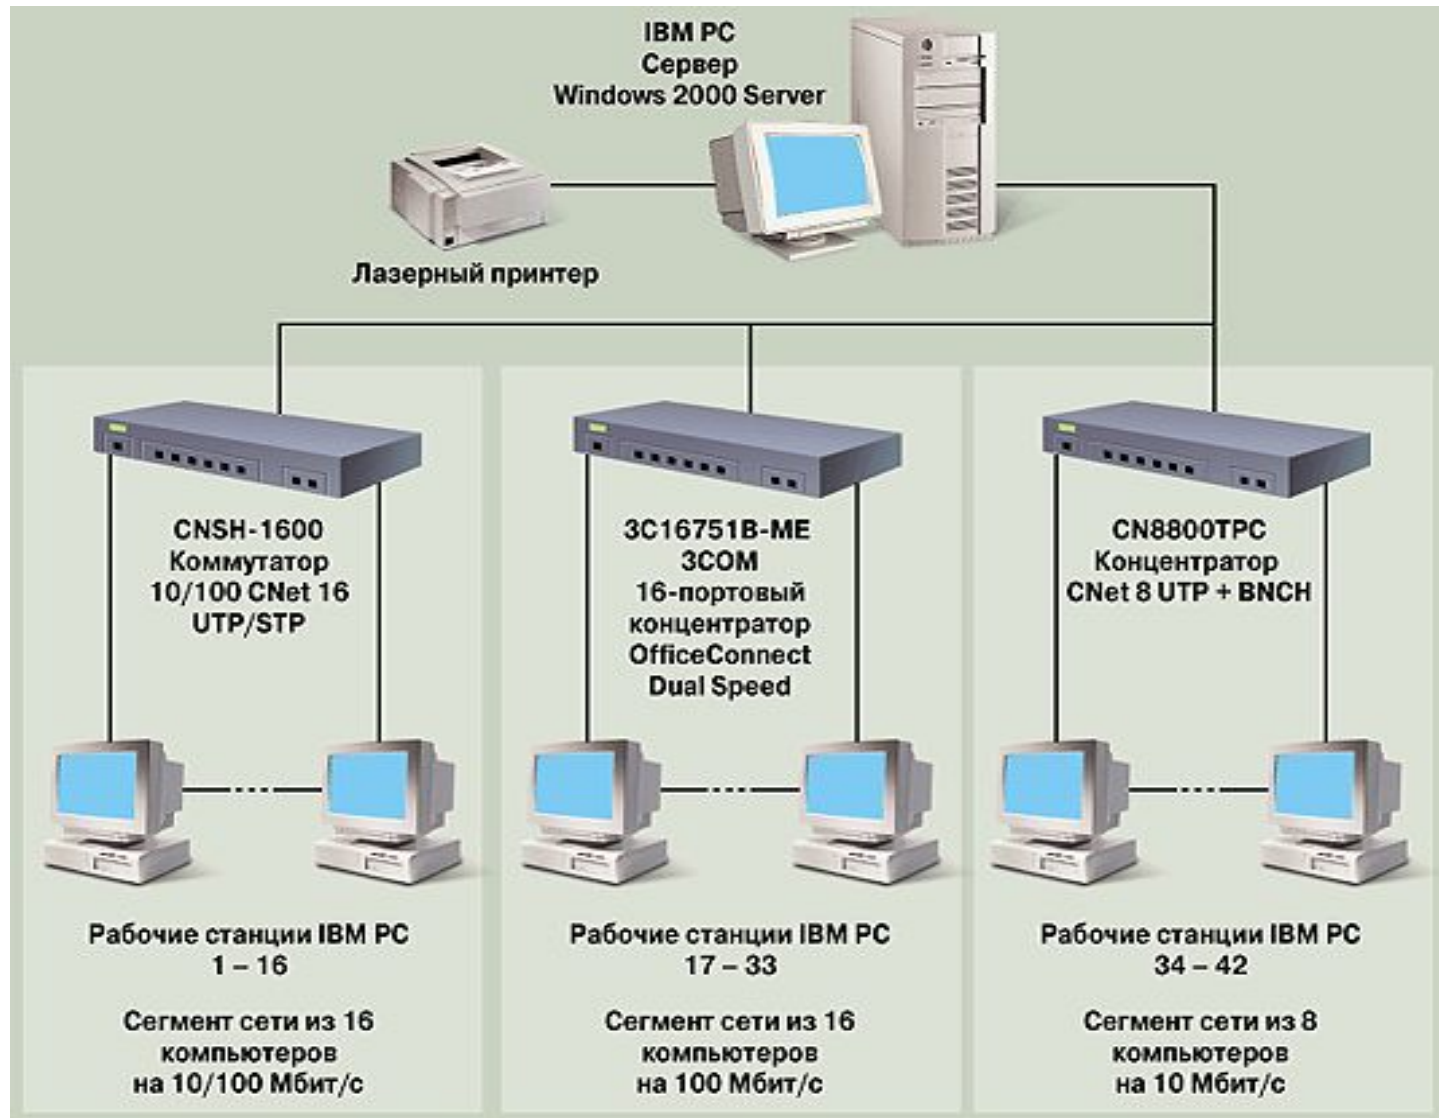 IBM PC
Сервер
Windows 2000 Server
Лазерный принтер
CNSH-1600
Коммутатор
10/100 CNet 16
UTP/STP
3C16751B-ME
3COM
16-портовый
концентратор
OfficeConnect
Dual Speed
CN8800TPC
Концентратор
CNet 8 UTP + BNCH
Рабочие станции IBM PC
1 – 16
Сегмент сети из 16
компьютеров
на 10/100 Мбит/с
Рабочие станции IBM PC
17 – 33
Сегмент сети из 16
компьютеров
на 100 Мбит/с
Рабочие станции IBM PC
34 – 42
Сегмент сети из 8
компьютеров
на 10 Мбит/с